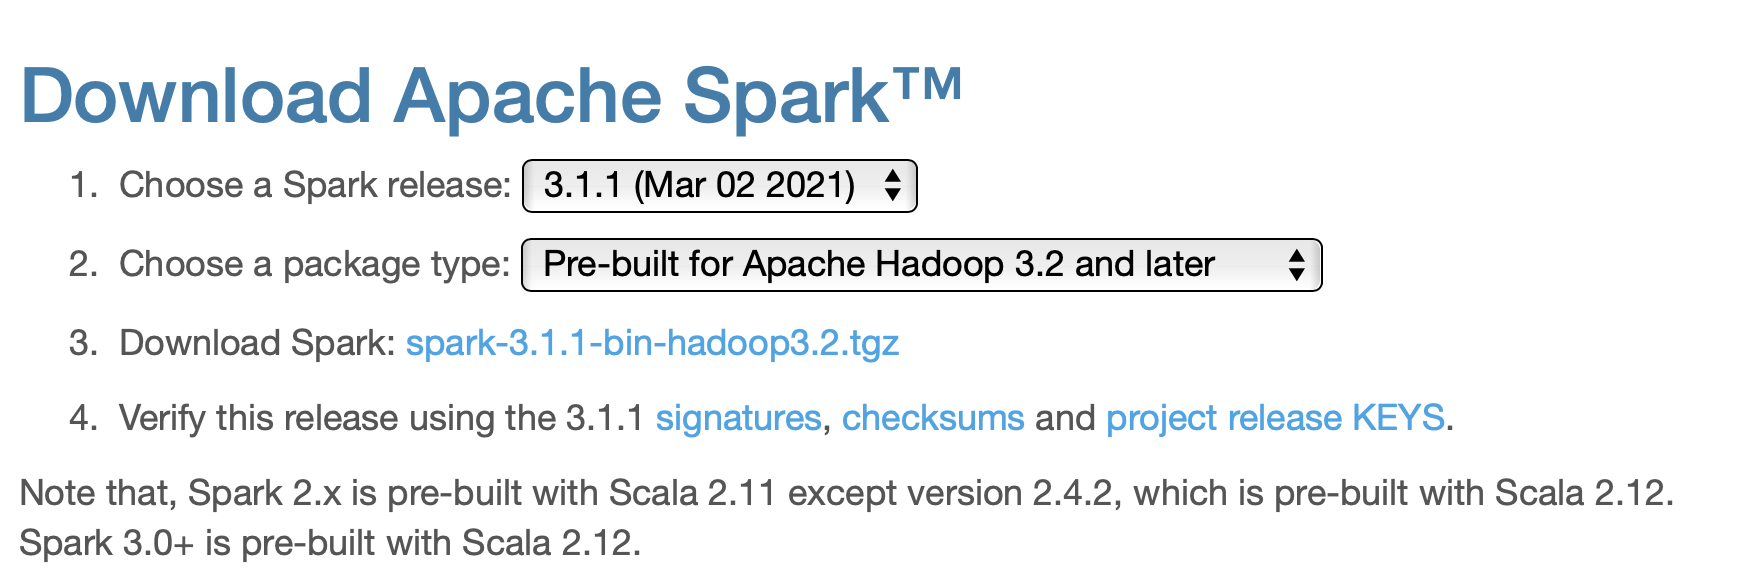 Download Apache Spark™
1. Choose a Spark release: 3.1.1 (Mar 02 2021)
2. Choose a package type: Pre-built for Apache Hadoop 3.2 and later
3. Download Spark: spark-3.1.1-bin-hadoop3.2.tgz
4. Verify this release using the 3.1.1 signatures, checksums and project release KEYS.
Note that, Spark 2.x is pre-built with Scala 2.11 except version 2.4.2, which is pre-built with Scala 2.12.
Spark 3.0+ is pre-built with Scala 2.12.